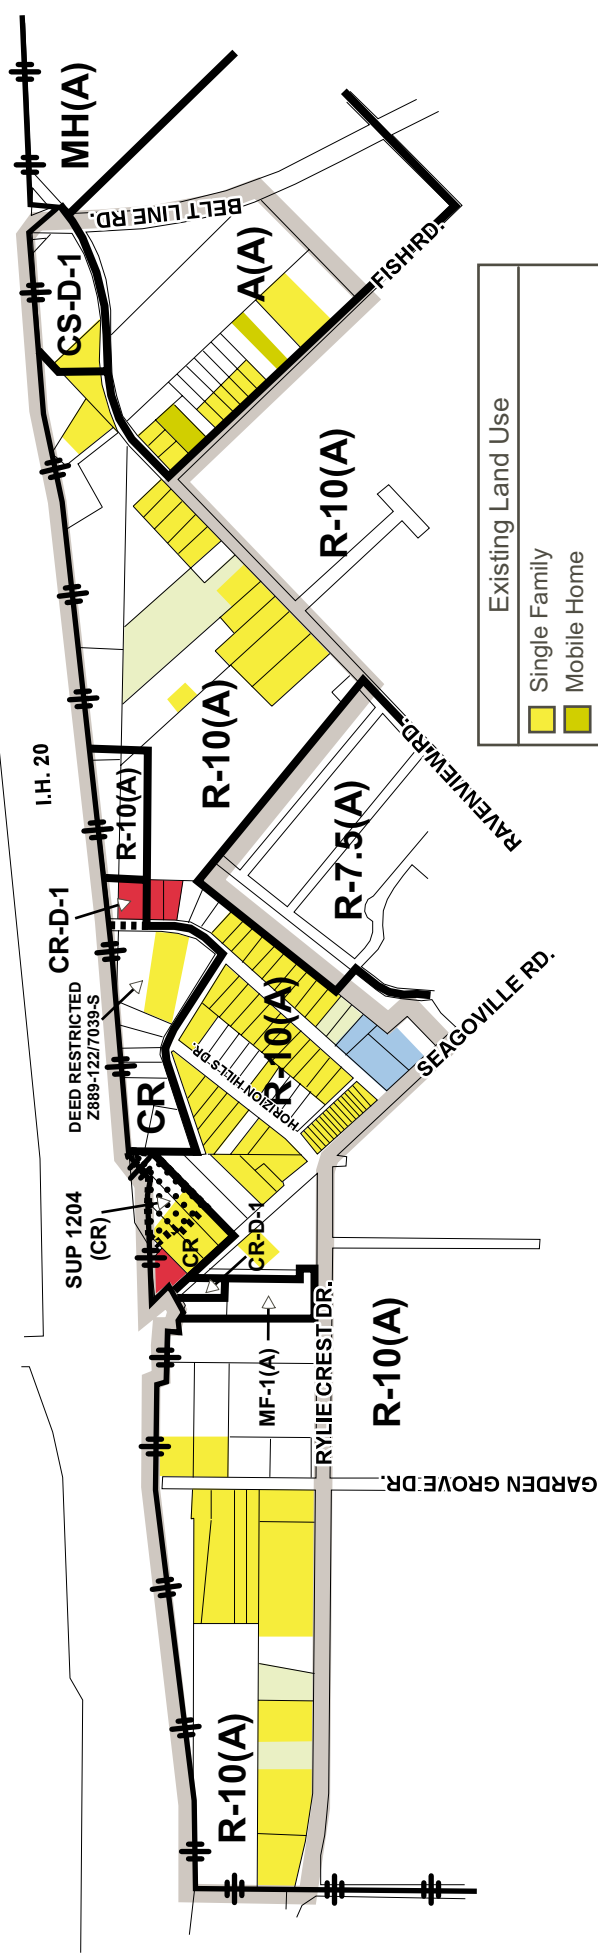 MH(A)
BELT LINE RD.
CS-D-1
A(A)
FISH RD.
R-10(A)
Existing Land Use
Single Family
Mobile Home
I.H. 20
R-10(A)
R-10(A)
RAVENVIEW RD.
R-7.5(A)
CR-D-1
DEED RESTRICTED
Z889-122/7039-S
R-10(A)
HORIZION HILLS DR.
SEAGOVILLE RD.
CR
SUP 1204
(CR)
CR
CR-D-1
MF-1(A)
RYLIE CREST DR.
R-10(A)
GARDEN GROVE DR.
R-10(A)